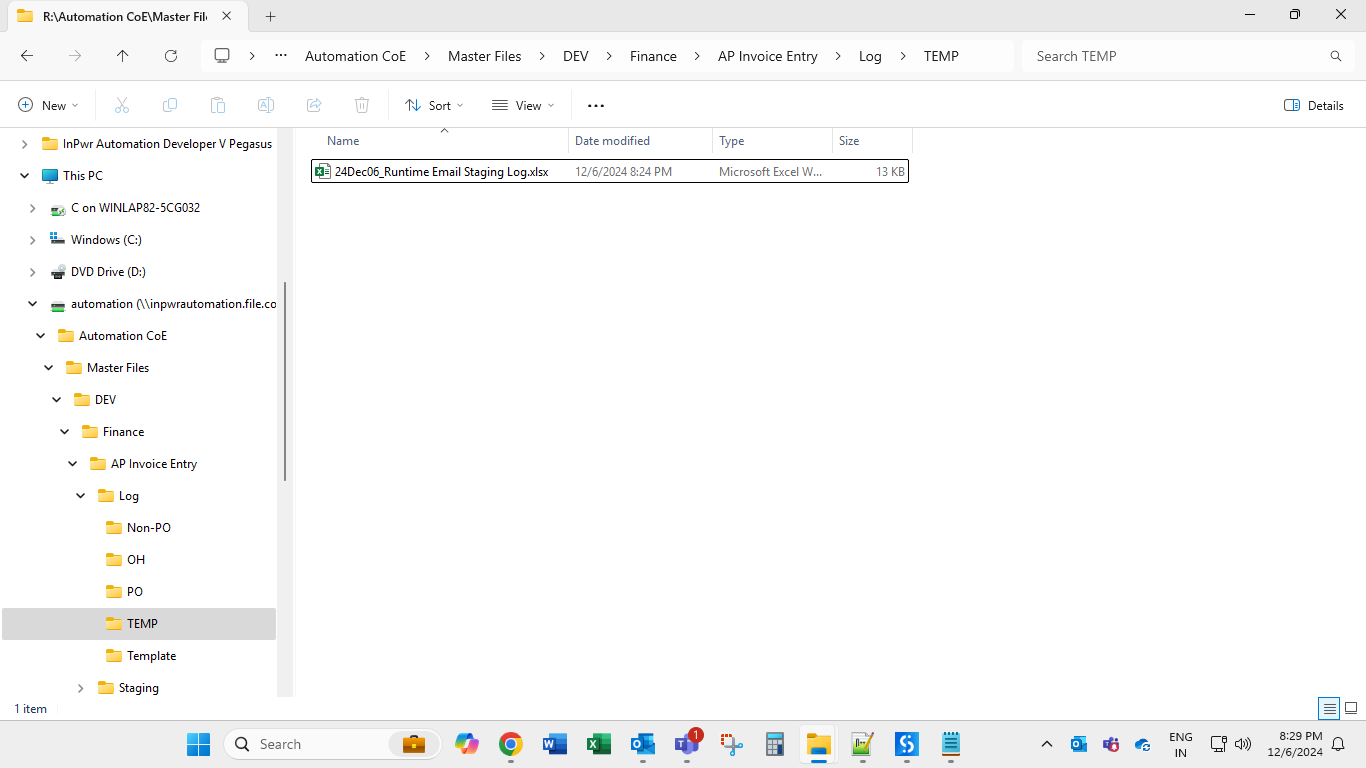 R:\Automation CoE\Master File
Automation CoE Master Files DEV Finance AP Invoice Entry Log TEMP Search TEMP
New Sort View Details
InPwr Automation Developer V Pegasus
This PC
C on WINLAP82-5CG032
Windows (C:)
DVD Drive (D:)
automation (\\inpwrautomation.file.co
Automation CoE
Master Files
DEV
Finance
AP Invoice Entry
Log
Non-PO
OH
PO
TEMP
Template
Staging
Name Date modified Type Size
24Dec06_Runtime Email Staging Log.xlsx 12/6/2024 8:24 PM Microsoft Excel W... 13 KB
1 item
Search
1
ENG
IN
8:29 PM
12/6/2024